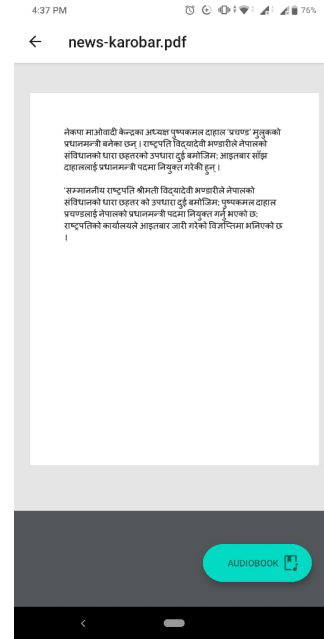 4:37 PM
76%
news-karobar.pdf
नेकपा माओवादी केन्द्रका अध्यक्ष पुष्पकमल दाहाल 'प्रचण्ड' मुलुकको
प्रधानमन्त्री बनेका छन् । राष्ट्रपति विद्यादेवी भण्डारीले नेपालको
संविधानको धारा छहत्तरको उपधारा दुई बमोजिम; आइतबार साँझ
दाहाललाई प्रधानमन्त्री पदमा नियुक्त गरेकी हुन् ।
'सम्माननीय राष्ट्रपति श्रीमती विद्यादेवी भण्डारीले नेपालको
संविधानको धारा छहत्तर को उपधारा दुई बमोजिम; पुष्पकमल दाहाल
प्रचण्डलाई नेपालको प्रधानमन्त्री पदमा नियुक्त गर्नु भएको छ;
राष्ट्रपतिको कार्यालयले आइतबार जारी गरेको विज्ञप्तिमा भनिएको छ
।
AUDIOBOOK